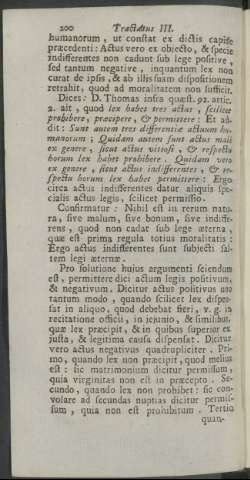 200 Tractatus III.
humanorum, ut constat ex dictis capite
præcedenti: Actus vero ex objecto, & specie
indifferentes non cadunt sub lege positive,
sed tantum negative, inquantum lex non
curat de ipsis, & ab illis suam dispositionem
retrahit, quod ad moralitatem non sufficit.
Dices: D. Thomas infra quæst. 92. artic.
2. ait, quod lex habet tres actus, scilicet
prohibere, præcipere, & permittere: Et ad-
dit: Sunt autem tres differentiæ actuum hu-
manorum; Quidam autem sunt actus mali
ex genere, sicut actus vitiosi, & respectu
horum lex habet prohibere. Quidam vero
ex genere, sicut actus indifferentes, & re-
spectu horum lex habet permittere: Ergo
circa actus indifferentes datur aliquis spe-
cialis actus legis, scilicet permissio.
Confirmatur: Nihil est in rerum natu-
ra, sive malum, sive bonum, sive indiffe-
rens, quod non cadat sub lege æterna,
quæ est prima regula totius moralitatis:
Ergo actus indifferentes sunt subjecti sal-
tem legi æternæ.
Pro solutione hujus argumenti sciendum
est, permittere dici actum legis positivum,
& negativum. Dicitur actus positivus uno
tantum modo, quando scilicet lex dispen-
sat in aliquo, quod debebat fieri, v. g. in
recitatione officii, in jejunio, & similibus,
quæ lex præcipit, & in quibus superior ex
justa, & legitima causa dispensat. Dicitur
vero actus negativus quadrupliciter. Pri-
mo, quando lex non præcipit, quod melius
est: sic matrimonium dicitur permissum,
quia virginitas non est in præcepto. Se-
cundo, quando lex non prohibet: sic con-
volare ad secundas nuptias dicitur permis-
sum, quia non est prohibitum. Tertio
quan-